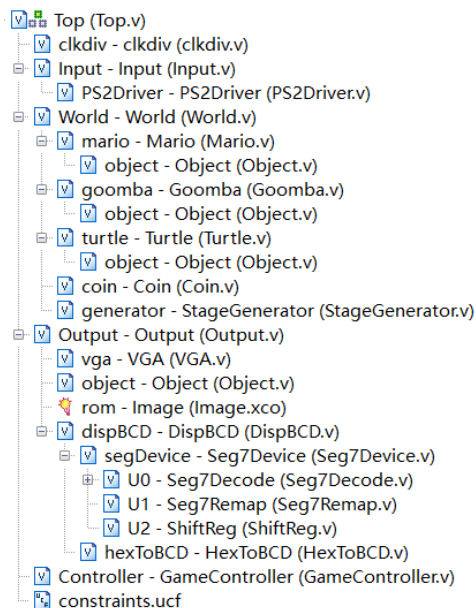 Top (Top.v)
clkdiv - clkdiv (clkdiv.v)
Input - Input (Input.v)
PS2Driver - PS2Driver (PS2Driver.v)
World - World (World.v)
mario - Mario (Mario.v)
object - Object (Object.v)
goomba - Goomba (Goomba.v)
object - Object (Object.v)
turtle - Turtle (Turtle.v)
object - Object (Object.v)
coin - Coin (Coin.v)
generator - StageGenerator (StageGenerator.v)
Output - Output (Output.v)
vga - VGA (VGA.v)
object - Object (Object.v)
rom - Image (Image.xco)
dispBCD - DispBCD (DispBCD.v)
segDevice - Seg7Device (Seg7Device.v)
U0 - Seg7Decode (Seg7Decode.v)
U1 - Seg7Remap (Seg7Remap.v)
U2 - ShiftReg (ShiftReg.v)
hexToBCD - HexToBCD (HexToBCD.v)
Controller - GameController (GameController.v)
constraints.ucf